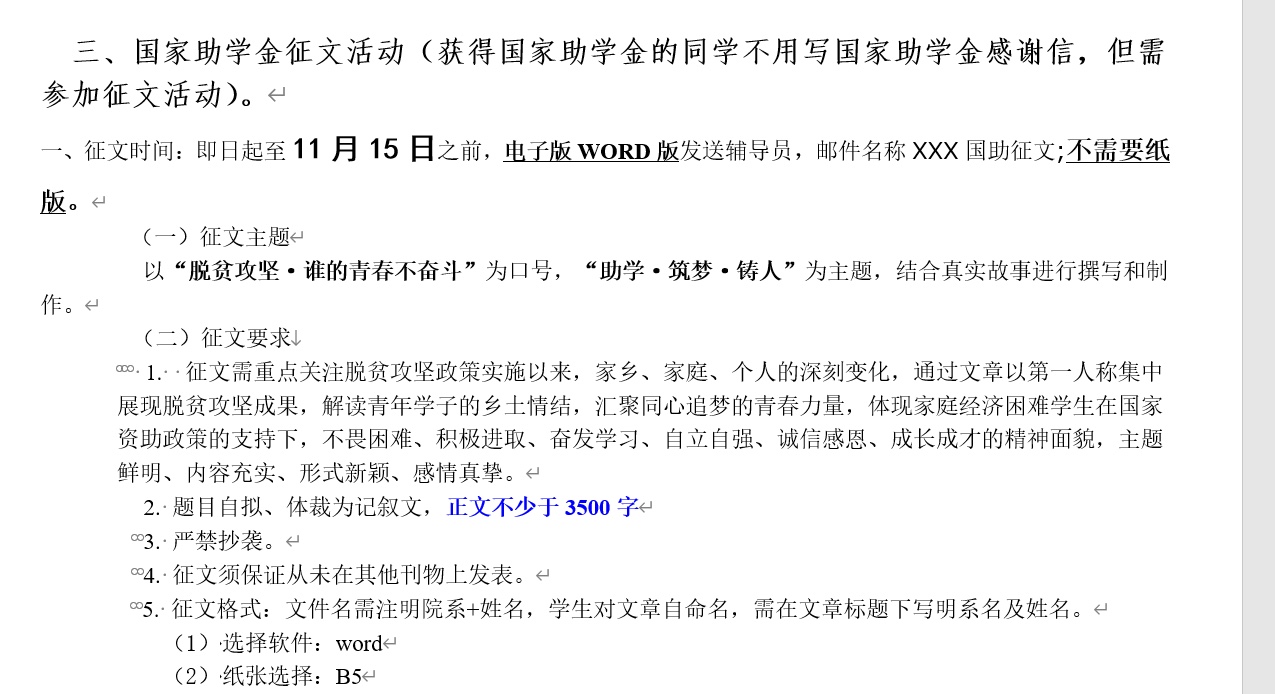 三、国家助学金征文活动（获得国家助学金的同学不用写国家助学金感谢信，但需
参加征文活动）。
一、征文时间：即日起至 11 月 15 日之前，电子版 WORD 版发送辅导员，邮件名称 XXX 国助征文;不需要纸
版。
（一）征文主题
以“脱贫攻坚·谁的青春不奋斗”为口号，“助学·筑梦·铸人”为主题，结合真实故事进行撰写和制
作。
（二）征文要求
1. 征文需重点关注脱贫攻坚政策实施以来，家乡、家庭、个人的深刻变化，通过文章以第一人称集中
展现脱贫攻坚成果，解读青年学子的乡土情结，汇聚同心追梦的青春力量，体现家庭经济困难学生在国家
资助政策的支持下，不畏困难、积极进取、奋发学习、自立自强、诚信感恩、成长成才的精神面貌，主题
鲜明、内容充实、形式新颖、感情真挚。
2. 题目自拟、体裁为记叙文，正文不少于 3500 字
3. 严禁抄袭。
4. 征文须保证从未在其他刊物上发表。
5. 征文格式：文件名需注明院系+姓名，学生对文章自命名，需在文章标题下写明系名及姓名。
（1）选择软件：word
（2）纸张选择：B5